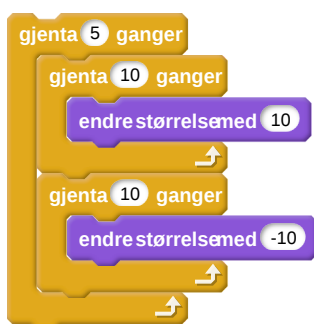 gjenta 5 ganger
gjenta 10 ganger
endre størrelse med 10
gjenta 10 ganger
endre størrelse med -10